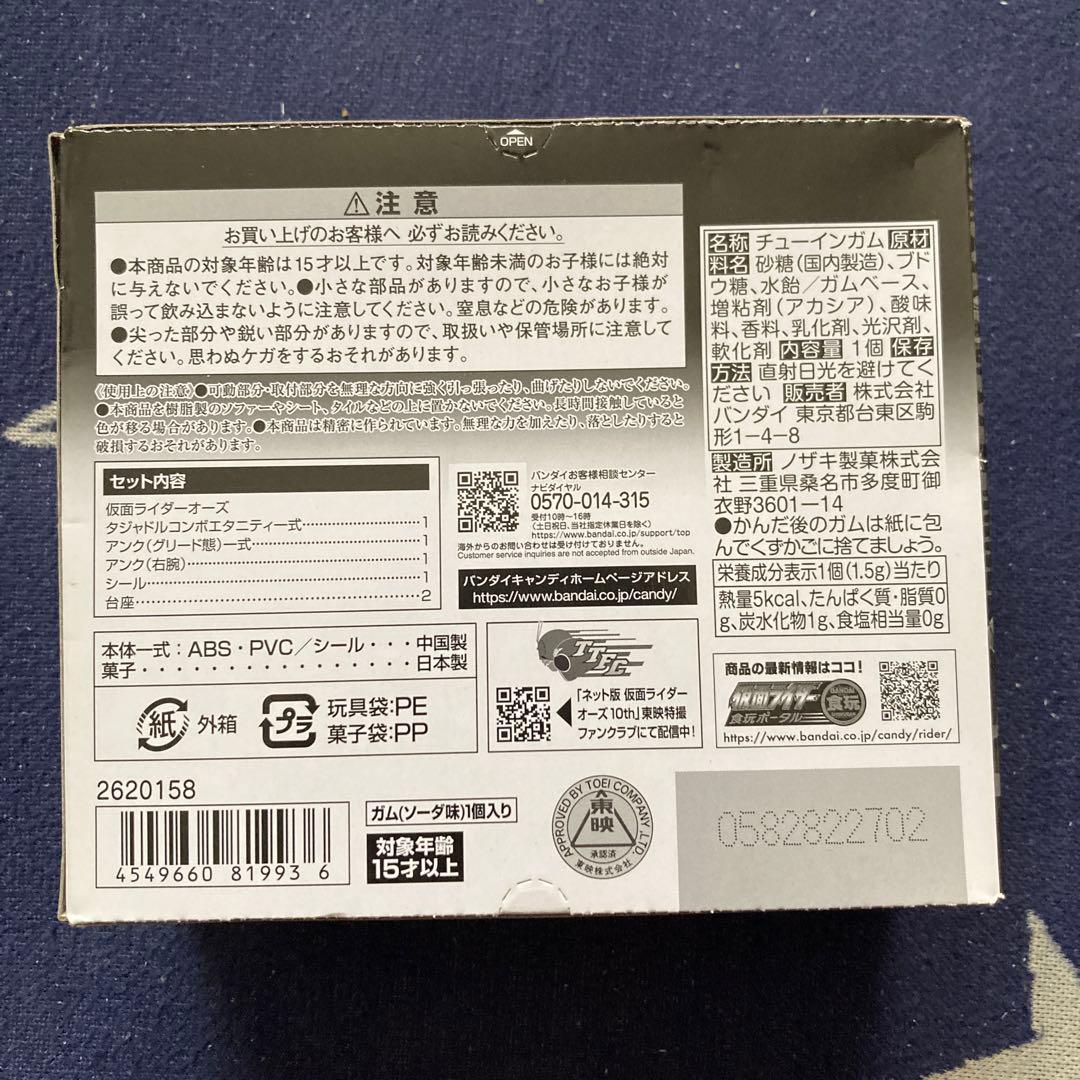 OPEN
⚠注意
お買い上げのお客様へ 必ずお読みください。
●本商品の対象年齢は15才以上です。対象年齢未満のお子様には絶対
に与えないでください。●小さな部品がありますので、小さなお子様が
誤って飲み込まないように注意してください。窒息などの危険があります。
●尖った部分や鋭い部分がありますので、取扱いや保管場所に注意して
ください。思わぬケガをするおそれがあります。
《使用上の注意》●可動部分・取付部分を無理な方向に強く引っ張ったり、曲げたりしないでください。
●本商品を樹脂製のソファーやシート、タイルなどの上に置かないでください。長時間接触していると
色が移る場合があります。●本商品は精密に作られています。無理な力を加えたり、落としたりすると
破損するおそれがあります。
セット内容
仮面ライダーオーズ
タジャドルコンボエタニティ一式……………1
アンク(グリード態)一式……………1
アンク(右腕)……………1
シール……………1
台座……………2
バンダイお客様相談センター
ナビダイヤル
0570-014-315
受付10時～16時
(土日祝日、当社指定休業日を除く)
https://www.bandai.co.jp/support/top
海外からのお問い合わせは受け付けておりません。
Customer service inquiries are not accepted from outside Japan.
バンダイキャンディホームページアドレス
https://www.bandai.co.jp/candy/
本体一式：ABS・PVC／シール・・・中国製
菓子・・・・・・・・・・・・・・・・日本製
紙 外箱
プラ
玩具袋:PE
菓子袋:PP
TTFC
「ネット版 仮面ライダー
オーズ10th」東映特撮
ファンクラブにて配信中!
名称 チューインガム 原材
料名 砂糖(国内製造)、ブド
ウ糖、水飴／ガムベース、
増粘剤(アカシア)、酸味
料、香料、乳化剤、光沢剤、
軟化剤 内容量 1個 保存
方法 直射日光を避けてく
ださい 販売者 株式会社
バンダイ 東京都台東区駒
形1-4-8
製造所 ノザキ製菓株式会
社 三重県桑名市多度町御
衣野3601-14
●かんだ後のガムは紙に包
んでくずかごに捨てましょう。
栄養成分表示1個(1.5g)当たり
熱量5kcal、たんぱく質・脂質0
g、炭水化物1g、食塩相当量0g
商品の最新情報はココ!
仮面ライダー
BANDAI
食玩
食玩ポータル
https://www.bandai.co.jp/candy/rider/
2620158
4549660 81993 6
ガム(ソーダ味)1個入り
対象年齢
15才以上
APPROVED BY TOEI COMPANY, LTD.
東映
承認済
東映株式会社
0582822702